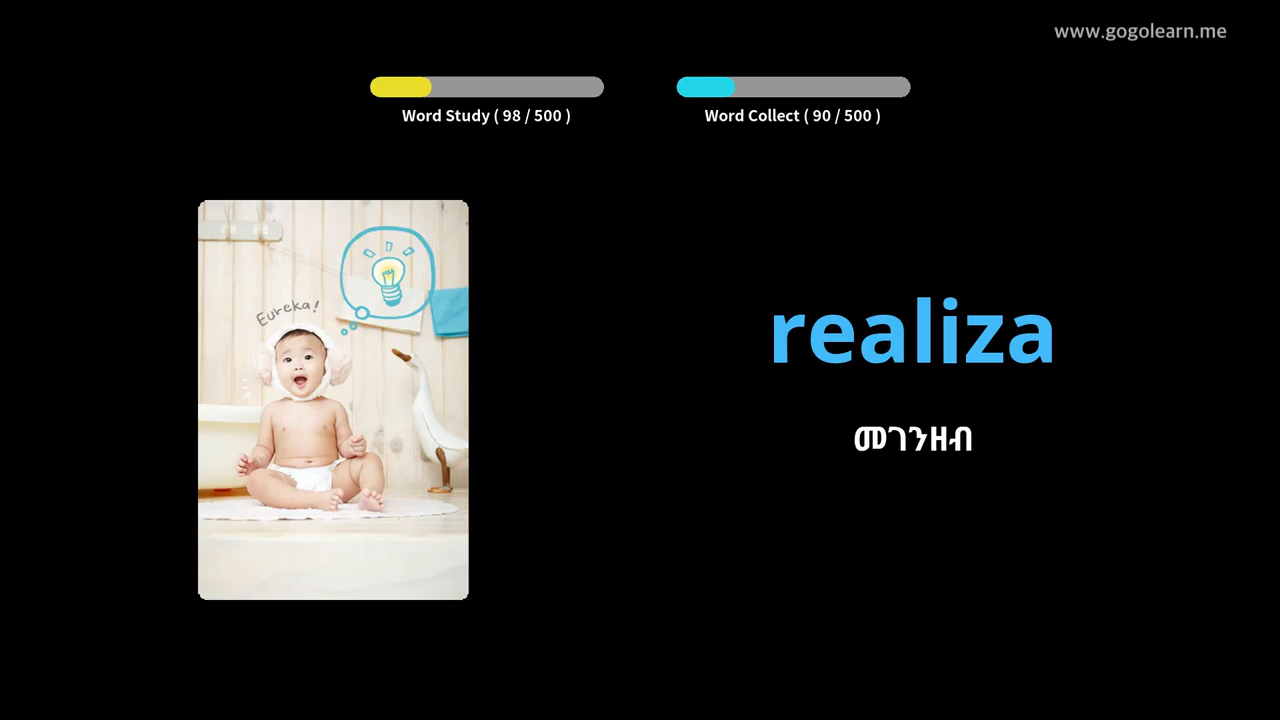 www.gogolearn.me
Word Study ( 98 / 500 )
Word Collect ( 90 / 500 )
Eureka!
realiza
መገንዘብ